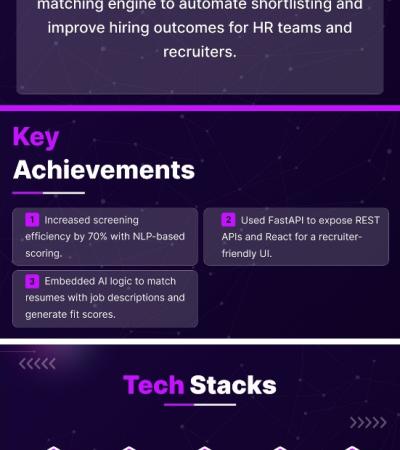 matching engine to automate shortlisting and
improve hiring outcomes for HR teams and
recruiters.
Key
Achievements
1 Increased screening
efficiency by 70% with NLP-based
scoring.
2 Used FastAPI to expose REST
APIs and React for a recruiter-
friendly UI.
3 Embedded AI logic to match
resumes with job descriptions and
generate fit scores.
Tech Stacks